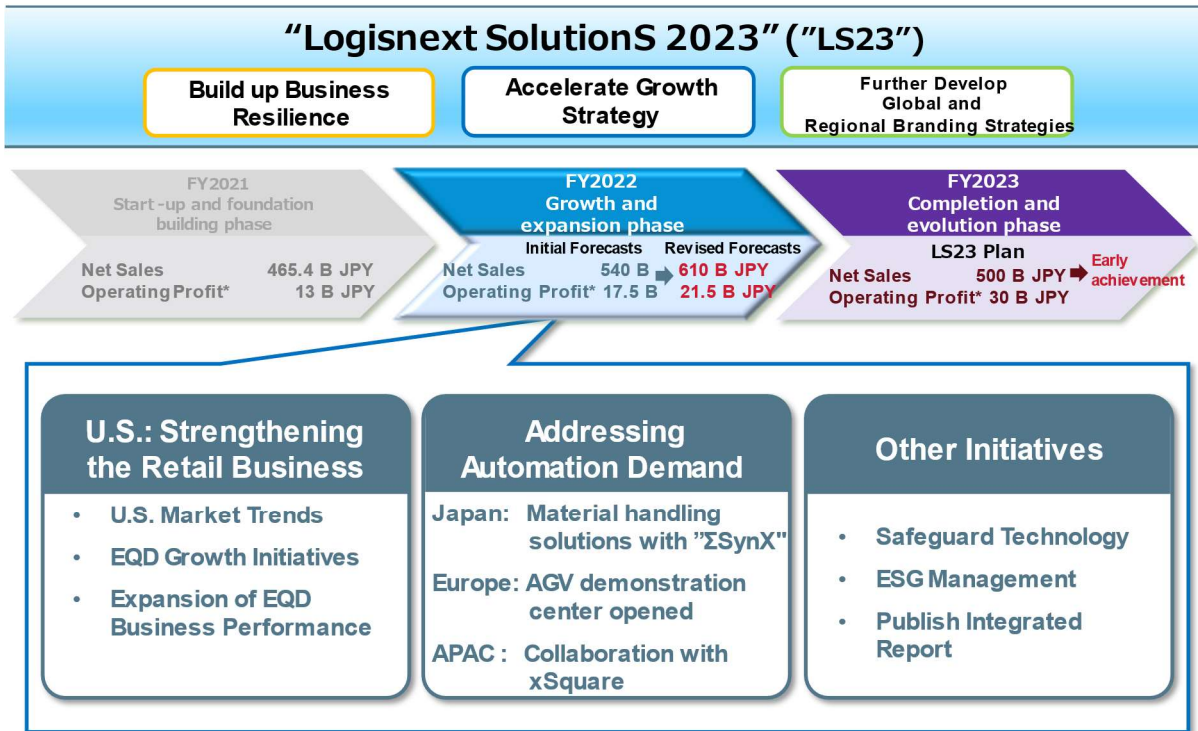 “Logisnext SolutionS 2023” (”LS23”)
Build up Business
Resilience
Accelerate Growth
Strategy
Further Develop
Global and
Regional Branding Strategies
FY2021
Start-up and foundation
building phase
Net Sales 465.4 B JPY
Operating Profit* 13 B JPY
FY2022
Growth and
expansion phase
Initial Forecasts Revised Forecasts
Net Sales 540 B 610 B JPY
Operating Profit* 17.5 B 21.5 B JPY
FY2023
Completion and
evolution phase
LS23 Plan
Net Sales 500 B JPY
Operating Profit* 30 B JPY
Early
achievement
U.S.: Strengthening
the Retail Business
• U.S. Market Trends
• EQD Growth Initiatives
• Expansion of EQD
Business Performance
Addressing
Automation Demand
Japan: Material handling
solutions with ”ΣSynX"
Europe: AGV demonstration
center opened
APAC : Collaboration with
xSquare
Other Initiatives
• Safeguard Technology
• ESG Management
• Publish Integrated
Report